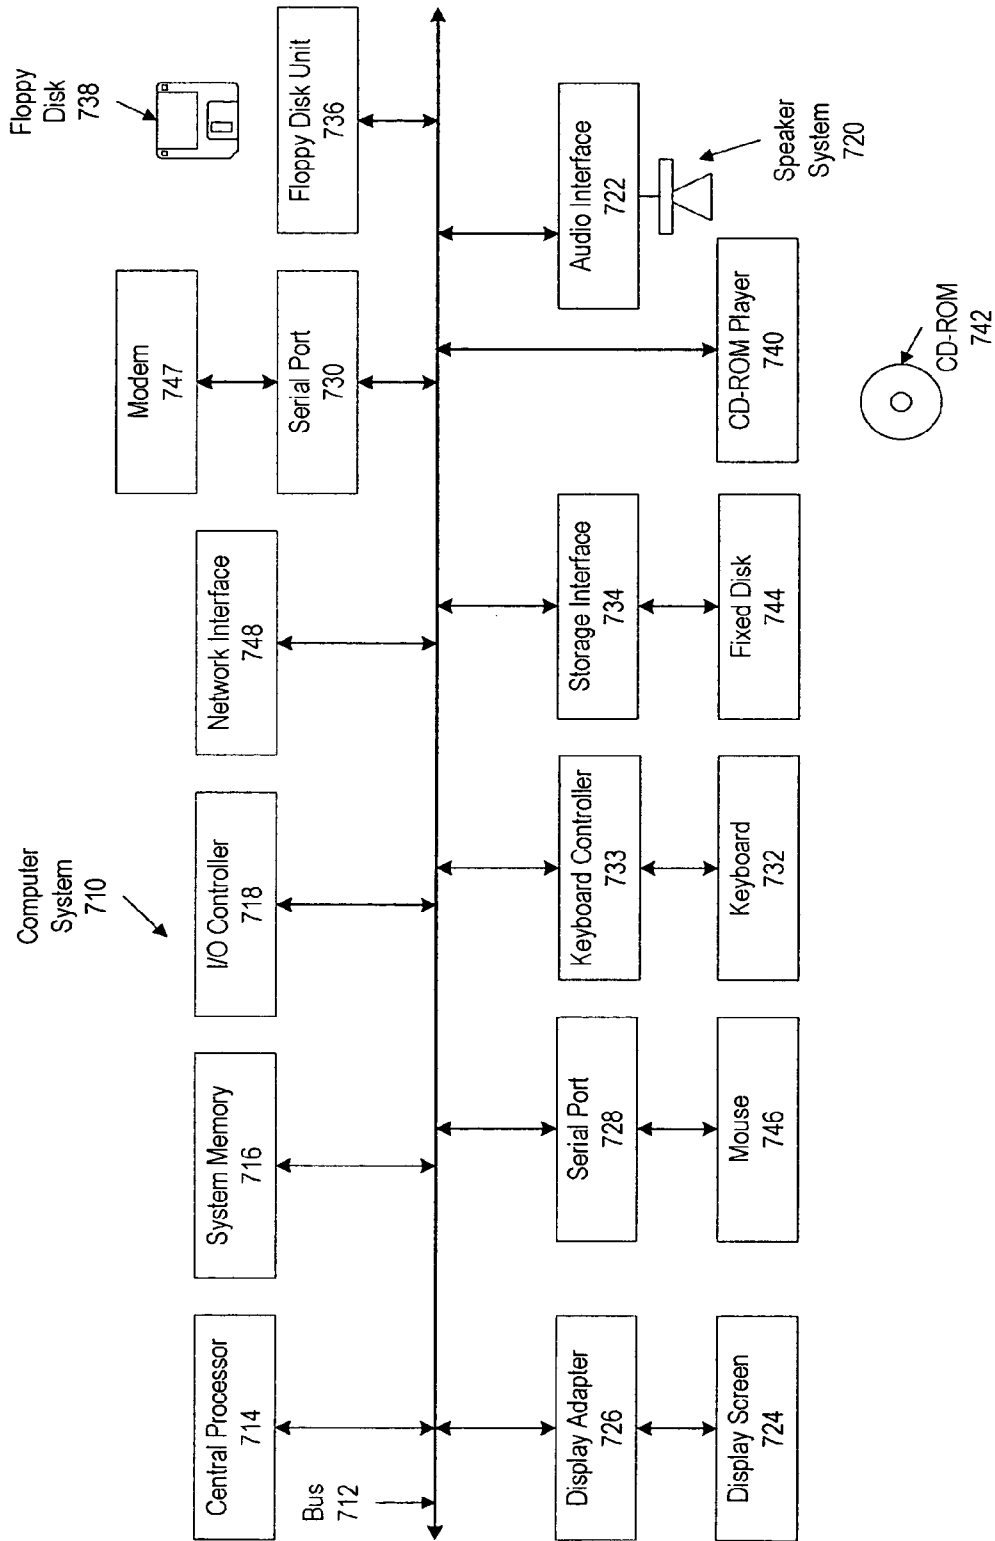 Computer
System
710
Floppy
Disk
738
Modem
747
Central Processor
714
System Memory
716
I/O Controller
718
Network Interface
748
Serial Port
730
Floppy Disk Unit
736
Bus
712
Display Adapter
726
Serial Port
728
Keyboard Controller
733
Storage Interface
734
Audio Interface
722
Display Screen
724
Mouse
746
Keyboard
732
Fixed Disk
744
CD-ROM Player
740
Speaker
System
720
CD-ROM
742